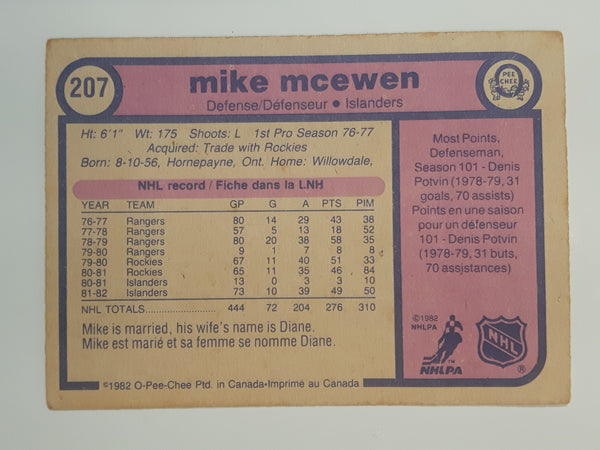 207
mike mcewen
Defense/Défenseur • Islanders
O
PEE
CHEE
Ht: 6'1" Wt: 175 Shoots: L 1st Pro Season 76-77
Acquired: Trade with Rockies
Born: 8-10-56, Hornepayne, Ont. Home: Willowdale,
NHL record / Fiche dans la LNH
YEAR TEAM GP G A PTS PIM
76-77 Rangers 80 14 29 43 38
77-78 Rangers 57 5 13 18 52
78-79 Rangers 80 20 38 58 35
79-80 Rangers 9 1 7 8 8
79-80 Rockies 67 11 40 51 33
80-81 Rockies 65 11 35 46 84
80-81 Islanders 13 0 3 3 10
81-82 Islanders 73 10 39 49 50
NHL TOTALS 444 72 204 276 310
Mike is married, his wife's name is Diane.
Mike est marié et sa femme se nomme Diane.
©1982 O-Pee-Chee Ptd. in Canada-Imprimé au Canada
Most Points,
Defenseman,
Season 101 - Denis
Potvin (1978-79, 31
goals, 70 assists)
Points en une saison
pour un défenseur
101 - Denis Potvin
(1978-79, 31 buts,
70 assistances)
©1982
NHLPA
NHLPA
™
NHL
®